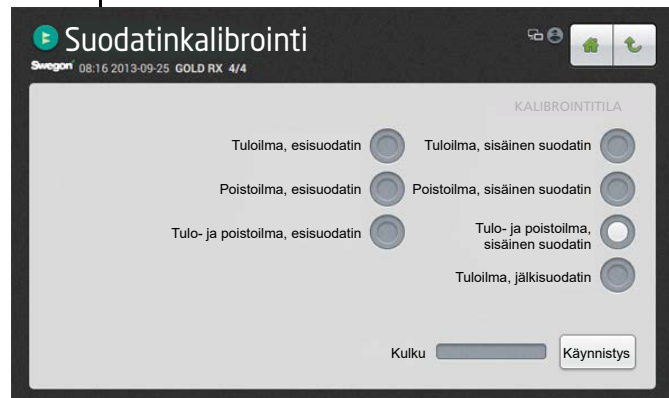 Suodatinkalibrointi
Swegon 08:16 2013-09-25 GOLD RX 4/4
KALIBROINTITILA
Tuloilma, esisuodatin
Tuloilma, sisäinen suodatin
Poistoilma, esisuodatin
Poistoilma, sisäinen suodatin
Tulo- ja poistoilma, esisuodatin
Tulo- ja poistoilma,
sisäinen suodatin
Tuloilma, jälkisuodatin
Kulku
Käynnistys